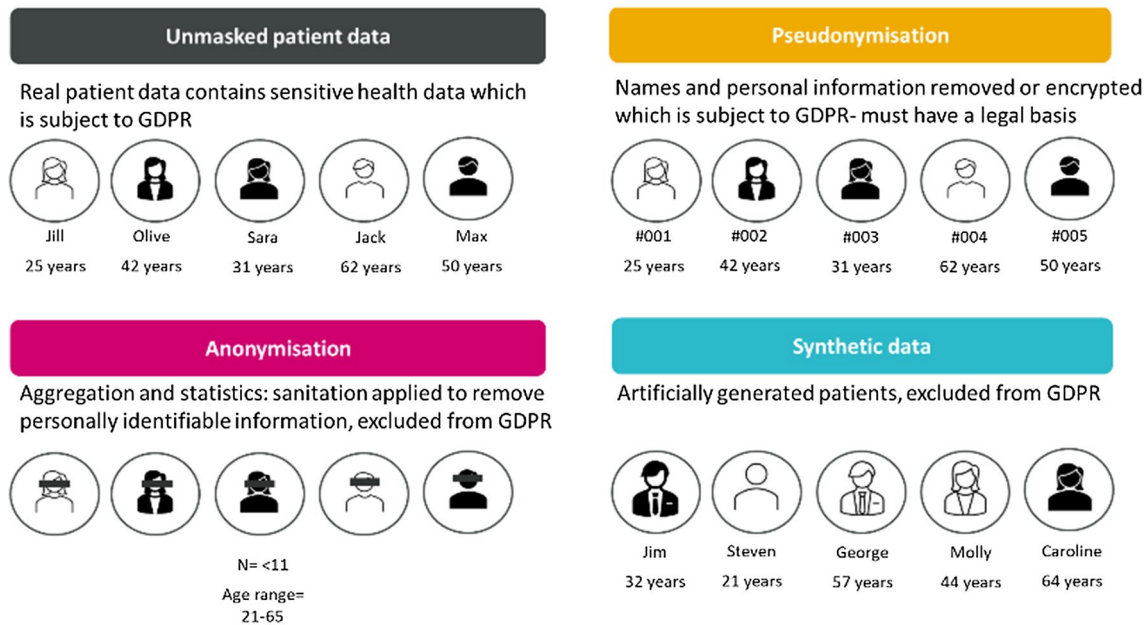 Unmasked patient data
Real patient data contains sensitive health data which
is subject to GDPR
Jill
Olive
Sara
Jack
Max
25 years
42 years
31 years
62 years
50 years
Pseudonymisation
Names and personal information removed or encrypted
which is subject to GDPR- must have a legal basis
#001
#002
#003
#004
#005
25 years
42 years
31 years
62 years
50 years
Anonymisation
Aggregation and statistics: sanitation applied to remove
personally identifiable information, excluded from GDPR
N= <11
Age range=
21-65
Synthetic data
Artificially generated patients, excluded from GDPR
Jim
Steven
George
Molly
Caroline
32 years
21 years
57 years
44 years
64 years